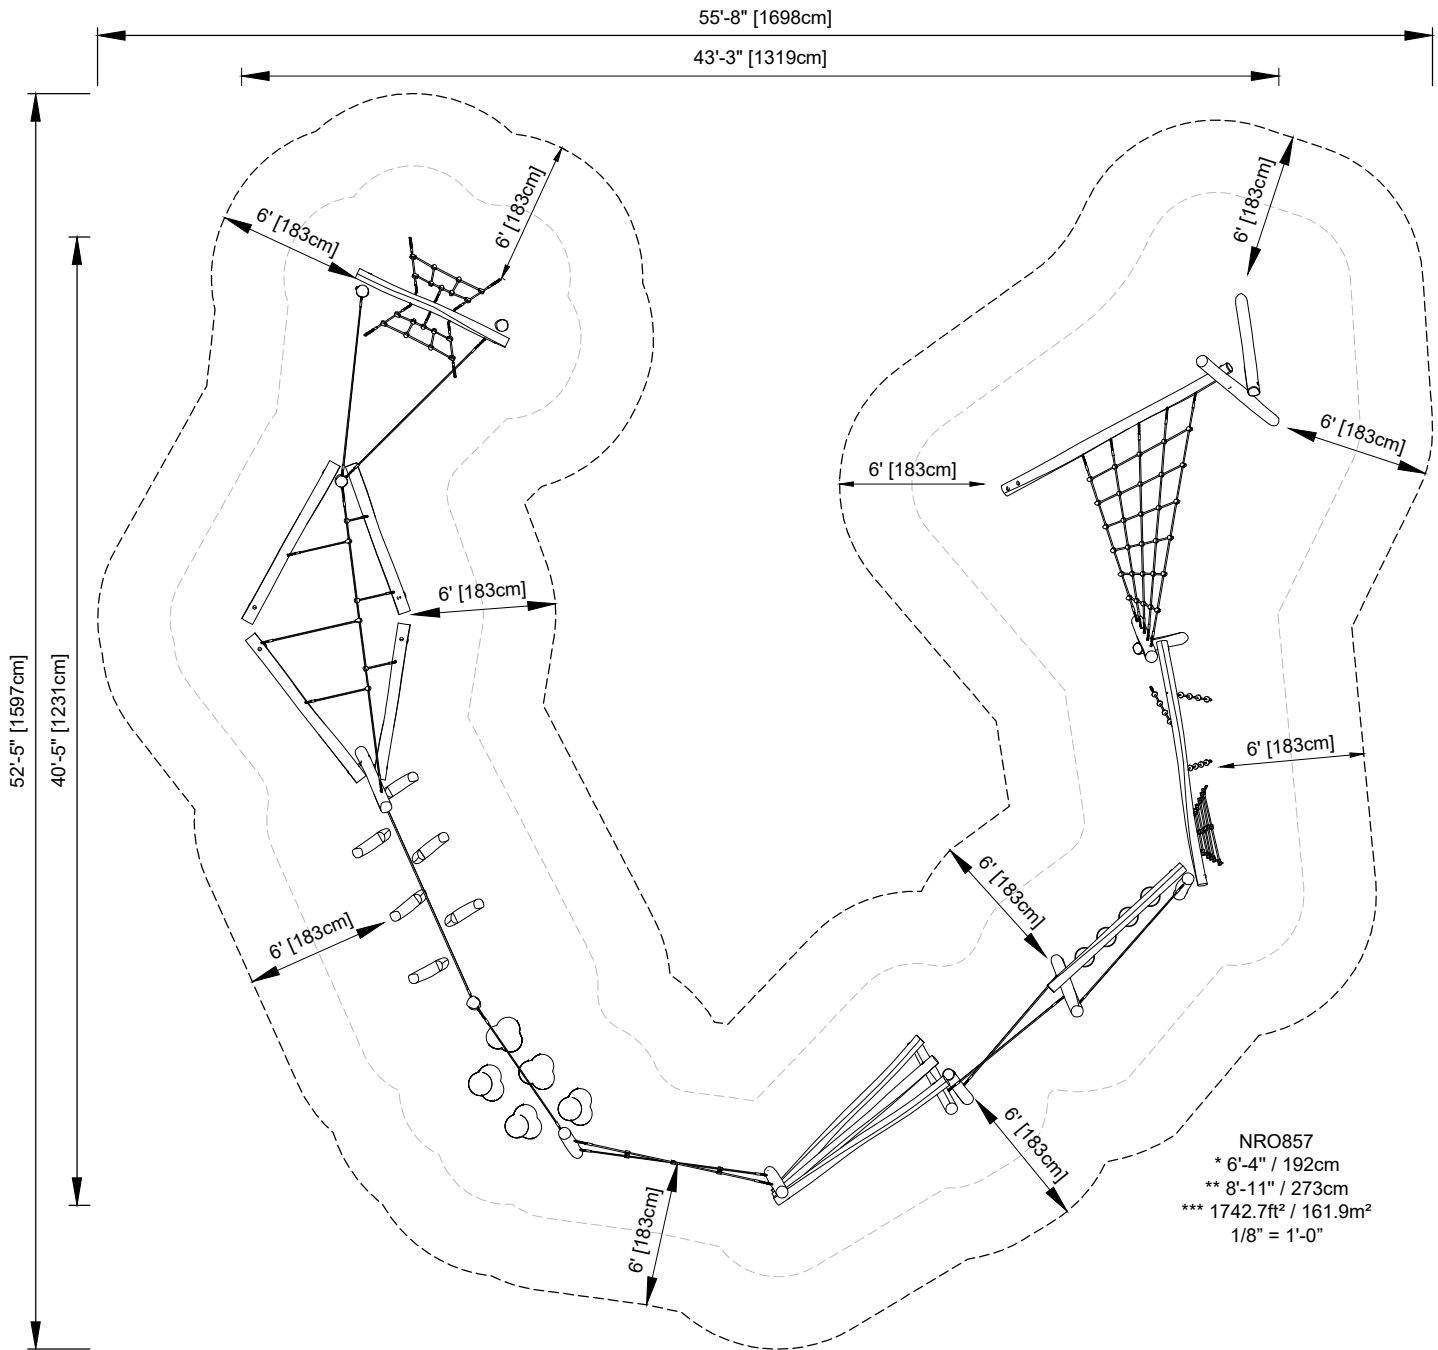 55'-8" [1698cm]
43'-3" [1319cm]
6' [183cm]
6' [183cm]
6' [183cm]
6' [183cm]
6' [183cm]
6' [183cm]
52'-5" [1597cm]
40'-5" [1231cm]
6' [183cm]
6' [183cm]
6' [183cm]
6' [183cm]
6' [183cm]
NRO857
* 6'-4" / 192cm
** 8'-11" / 273cm
*** 1742.7ft² / 161.9m²
1/8" = 1'-0"